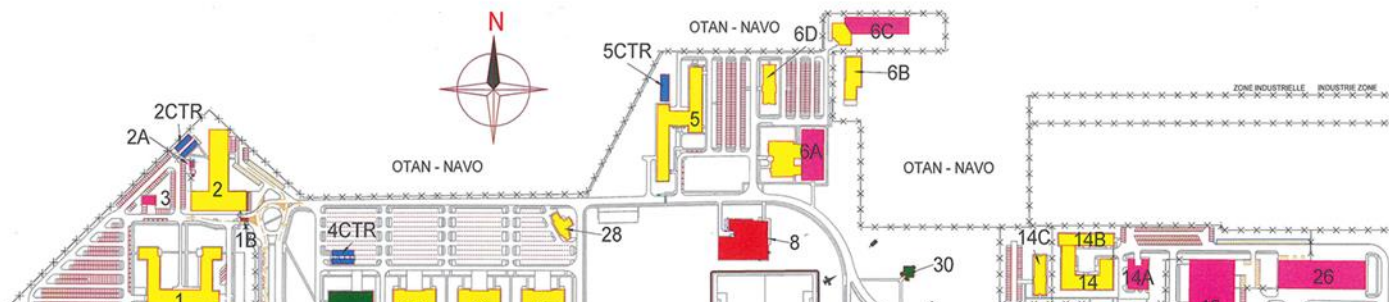 N
OTAN - NAVO
6C
6D
5CTR
6B
ZONE INDUSTRIELLE INDUSTRIE ZONE
2CTR
5
2A
6A
OTAN - NAVO
OTAN - NAVO
2
3
1B
4CTR
28
8
14C
14B
30
14
14A
26
1